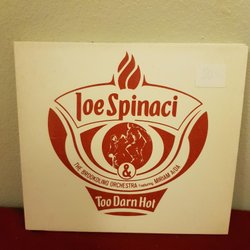 Joe Spinaci
&
THE BROOKOLINO ORCHESTRA featuring MIRIAM AIDA
Too Darn Hot